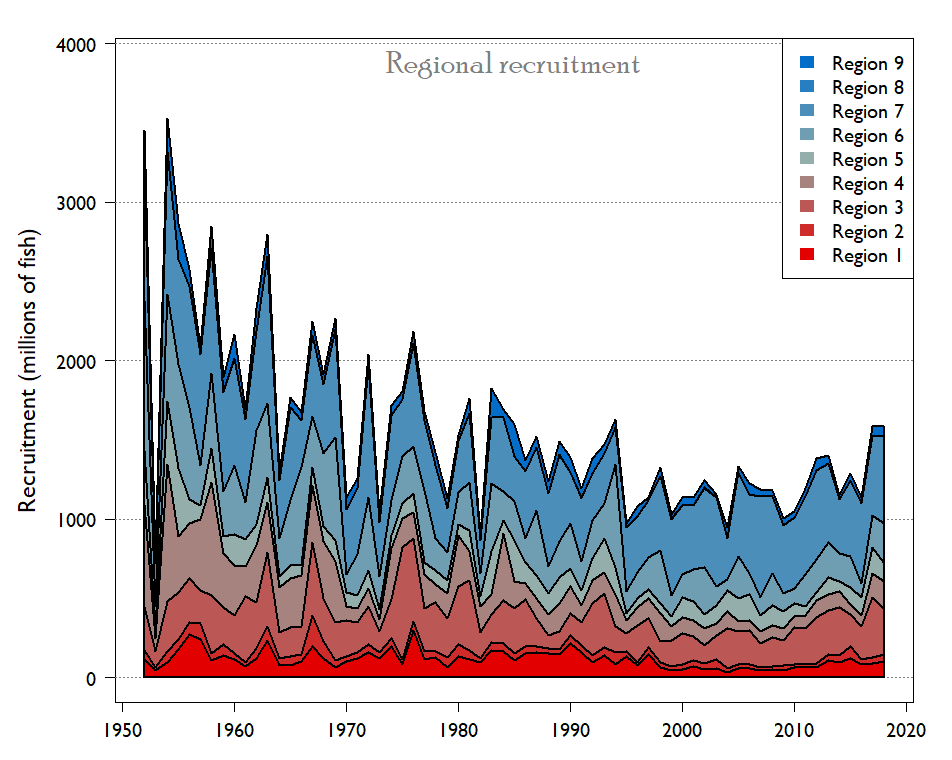 Regional recruitment
Region 9
Region 8
Region 7
Region 6
Region 5
Region 4
Region 3
Region 2
Region 1
Recruitment (millions of fish)
4000
3000
2000
1000
0
1950 1960 1970 1980 1990 2000 2010 2020